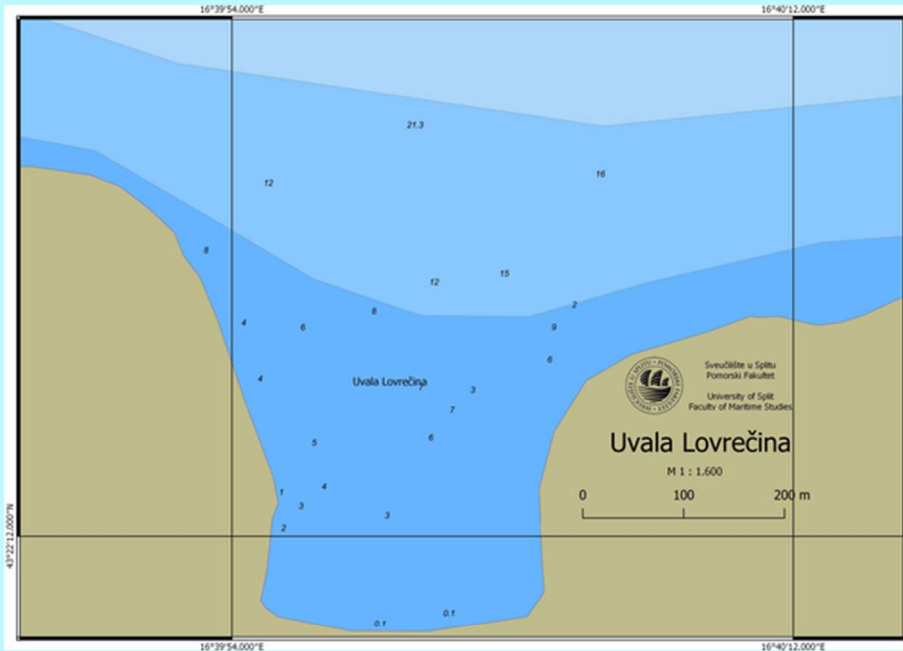 16°39'54.000"E
16°40'12.000"E
21.3
16
12
8
15
12
2
8
4
6
9
6
4
Uvala Lovrečina
3
7
6
5
4
1
3
3
2
0.1
0.1
Sveučilište u Splitu
Pomorski Fakultet
University of Split
Faculty of Maritime Studies
Uvala Lovrečina
M 1 : 1.600
0 100 200 m
43°22'12.000"N
16°39'54.000"E
16°40'12.000"E